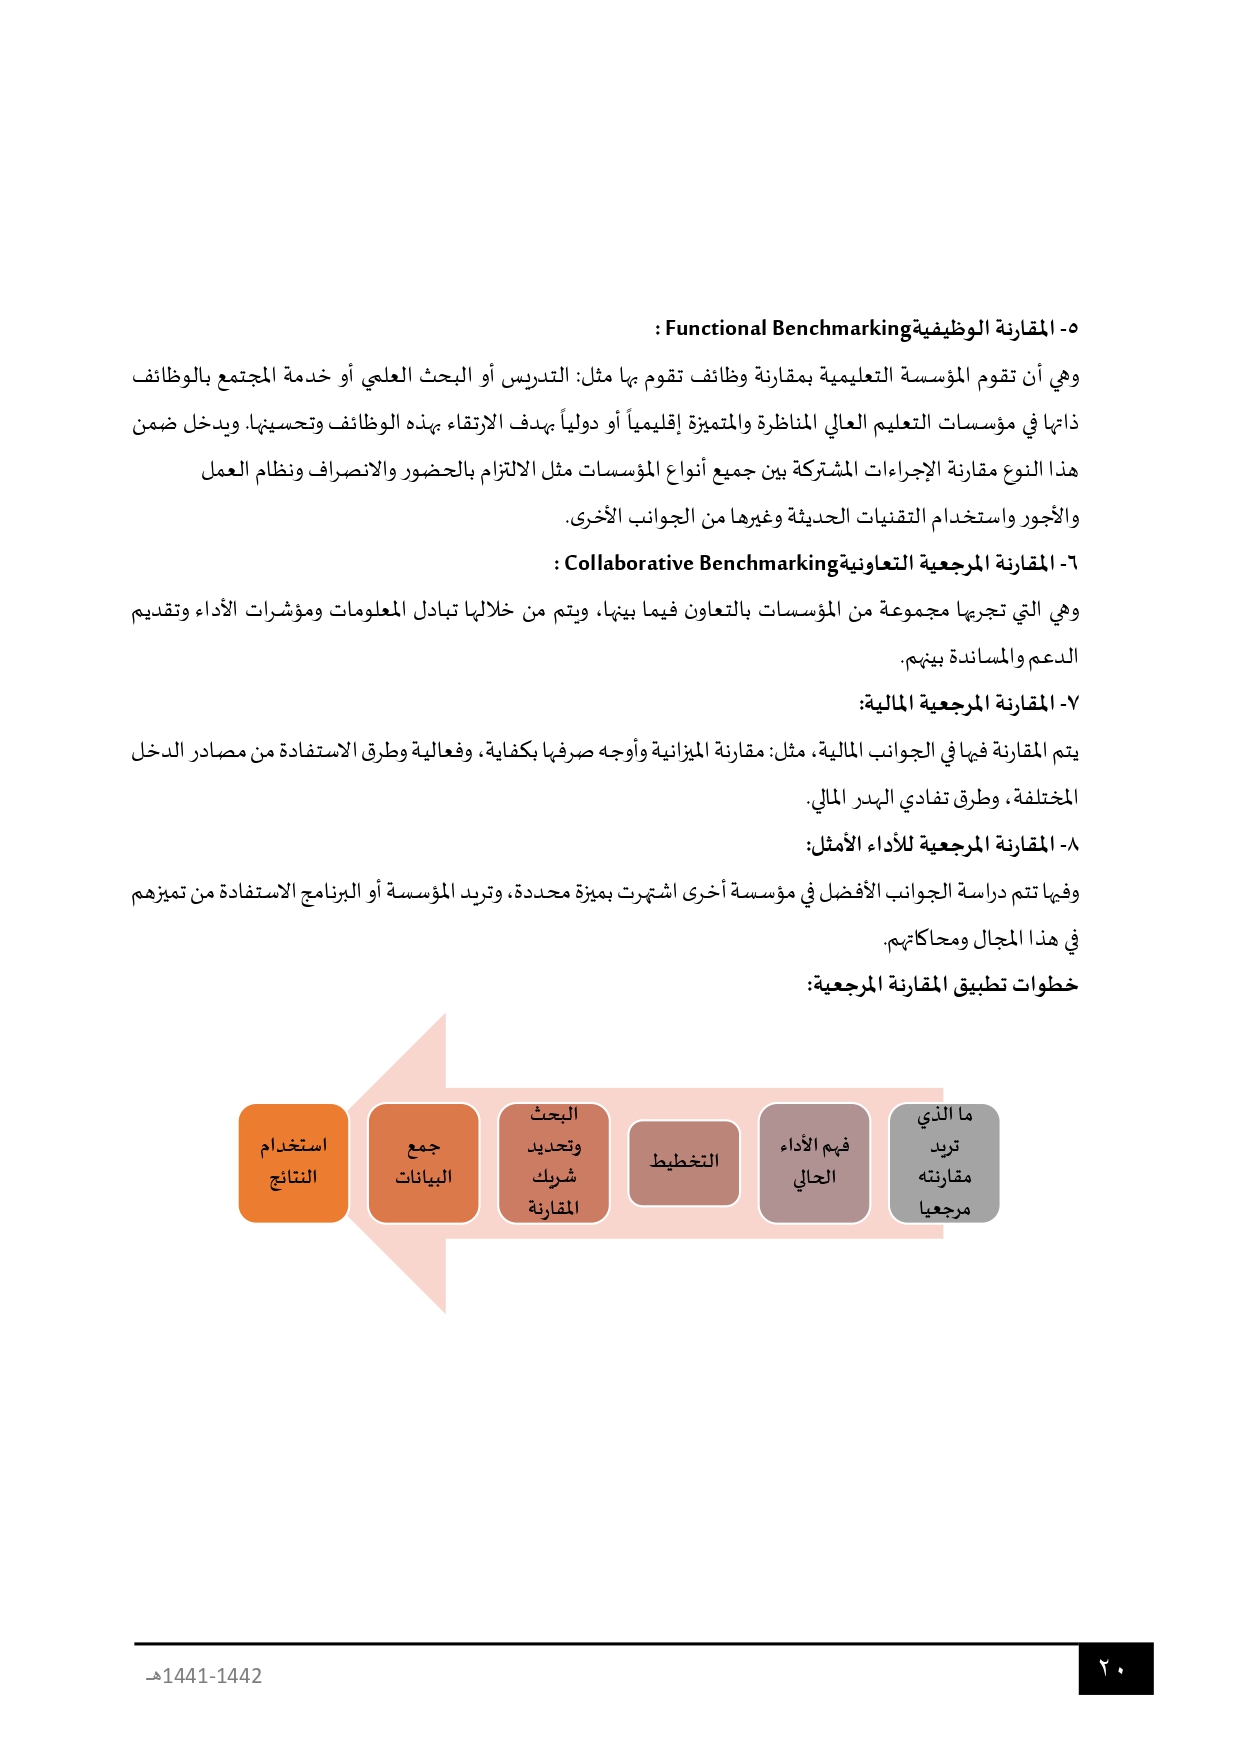 ٥- المقارنة الوظيفيةFunctional Benchmarking :
وهي أن تقوم المؤسسة التعليمية بمقارنة وظائف تقوم بها مثل: التدريس أو البحث العلمي أو خدمة المجتمع بالوظائف
ذاتها في مؤسسات التعليم العالي المناظرة والمتميزة إقليمياً أو دولياً بهدف الارتقاء بهذه الوظائف وتحسينها. ويدخل ضمن
هذا النوع مقارنة الإجراءات المشتركة بين جميع أنواع المؤسسات مثل الالتزام بالحضور والانصراف ونظام العمل
والأجور واستخدام التقنيات الحديثة وغيرها من الجوانب الأخرى.
٦- المقارنة المرجعية التعاونيةCollaborative Benchmarking :
وهي التي تجريها مجموعة من المؤسسات بالتعاون فيما بينها، ويتم من خلالها تبادل المعلومات ومؤشرات الأداء وتقديم
الدعم والمساندة بينهم.
٧- المقارنة المرجعية المالية:
يتم المقارنة فيها في الجوانب المالية، مثل: مقارنة الميزانية وأوجه صرفها بكفاية، وفعالية وطرق الاستفادة من مصادر الدخل
المختلفة، وطرق تفادي الهدر المالي.
٨- المقارنة المرجعية للأداء الأمثل:
وفيها تتم دراسة الجوانب الأفضل في مؤسسة أخرى اشتهرت بميزة محددة، وتريد المؤسسة أو البرنامج الاستفادة من تميزهم
في هذا المجال ومحاكاتهم.
خطوات تطبيق المقارنة المرجعية:
ما الذي
تريد
مقارنته
مرجعيا
فهم الأداء
الحالي
التخطيط
البحث
وتحديد
شريك
المقارنة
جمع
البيانات
استخدام
النتائج
٢٠
1441-1442هـ